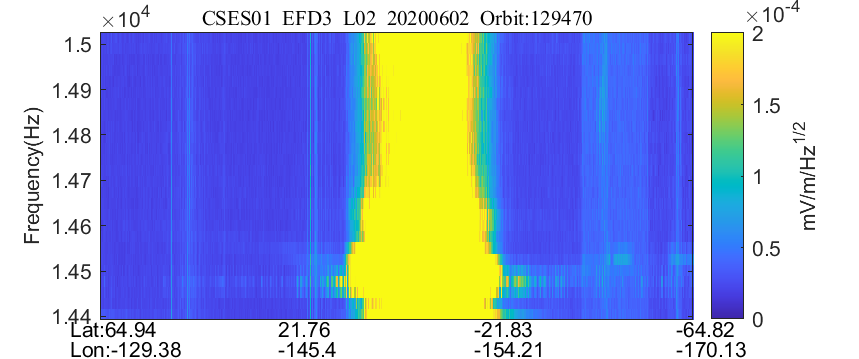 ×10⁴ CSES01 EFD3 L02 20200602 Orbit:129470 ×10⁻⁴
1.5
1.49
1.48
1.47
1.46
1.45
1.44
Frequency(Hz)
2
1.5
1
0.5
0
mV/m/Hz^1/2
Lat:64.94 21.76 -21.83 -64.82
Lon:-129.38 -145.4 -154.21 -170.13